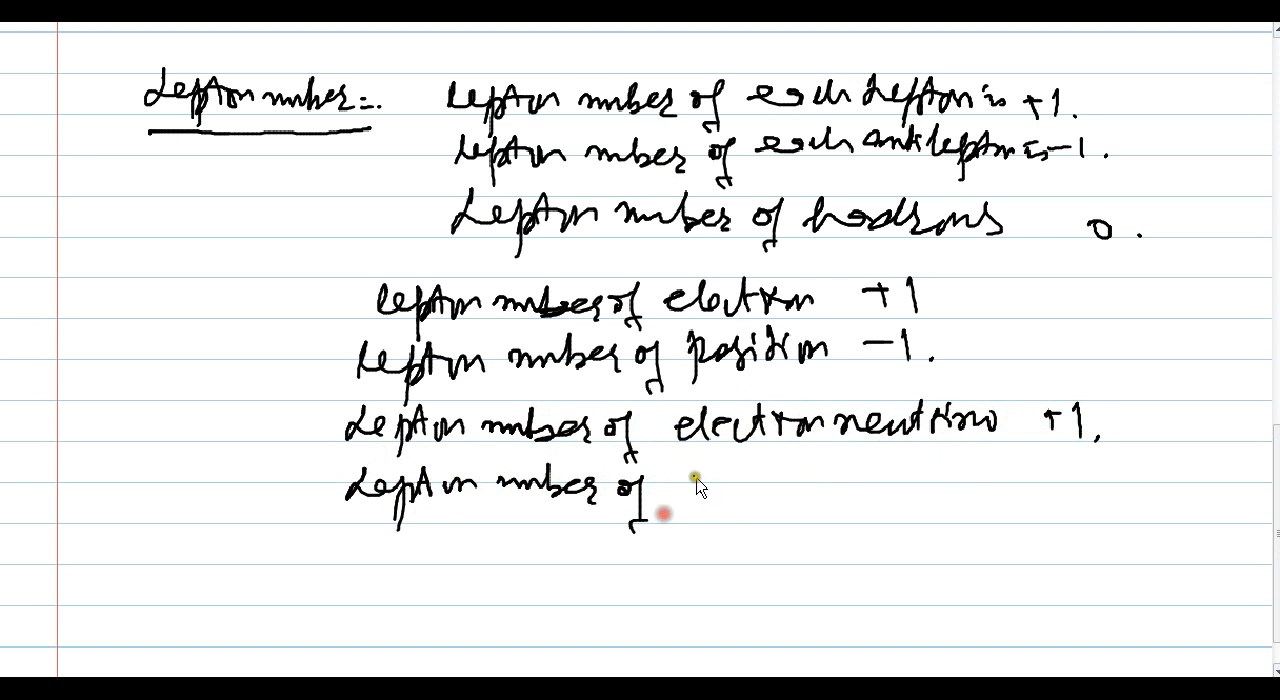 Lepton number :- Lepton number of each Lepton is +1.
Lepton number of each antilepton is -1.
Lepton number of hadrons 0.
Lepton number of electron +1
Lepton number of positron -1.
Lepton number of electron neutrino +1.
Lepton number of